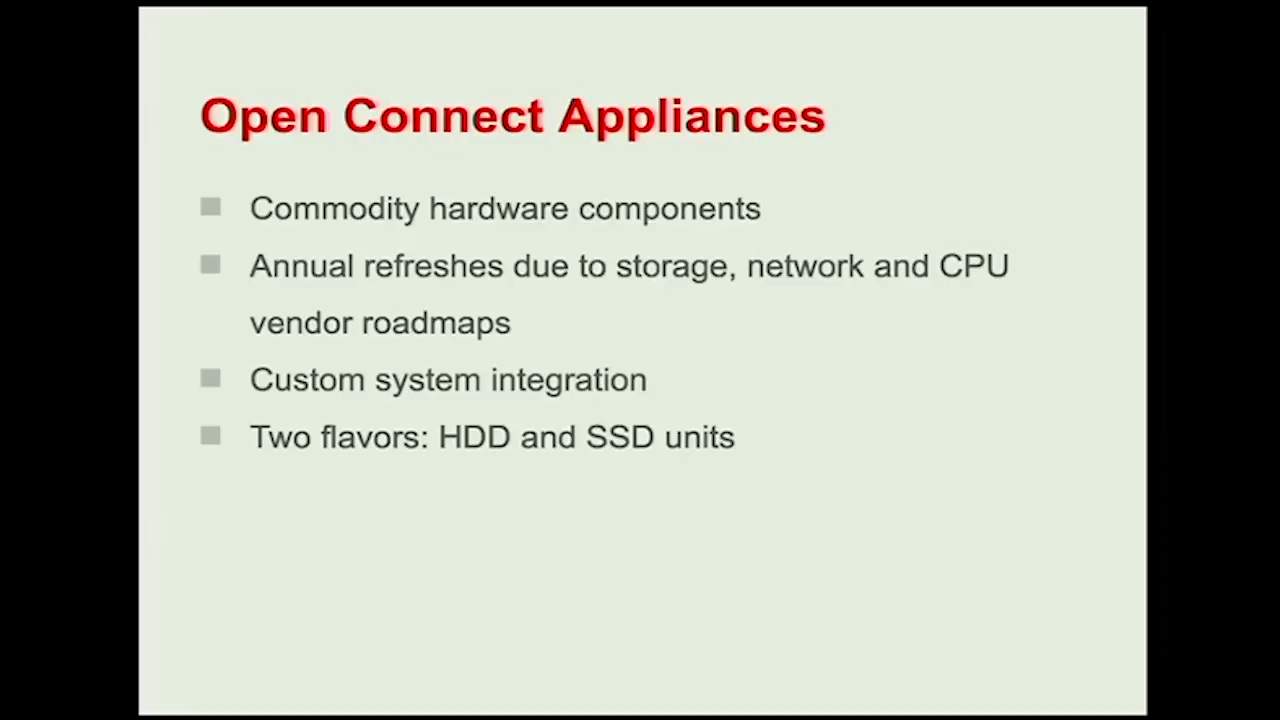 Open Connect Appliances
Commodity hardware components
Annual refreshes due to storage, network and CPU
vendor roadmaps
Custom system integration
Two flavors: HDD and SSD units